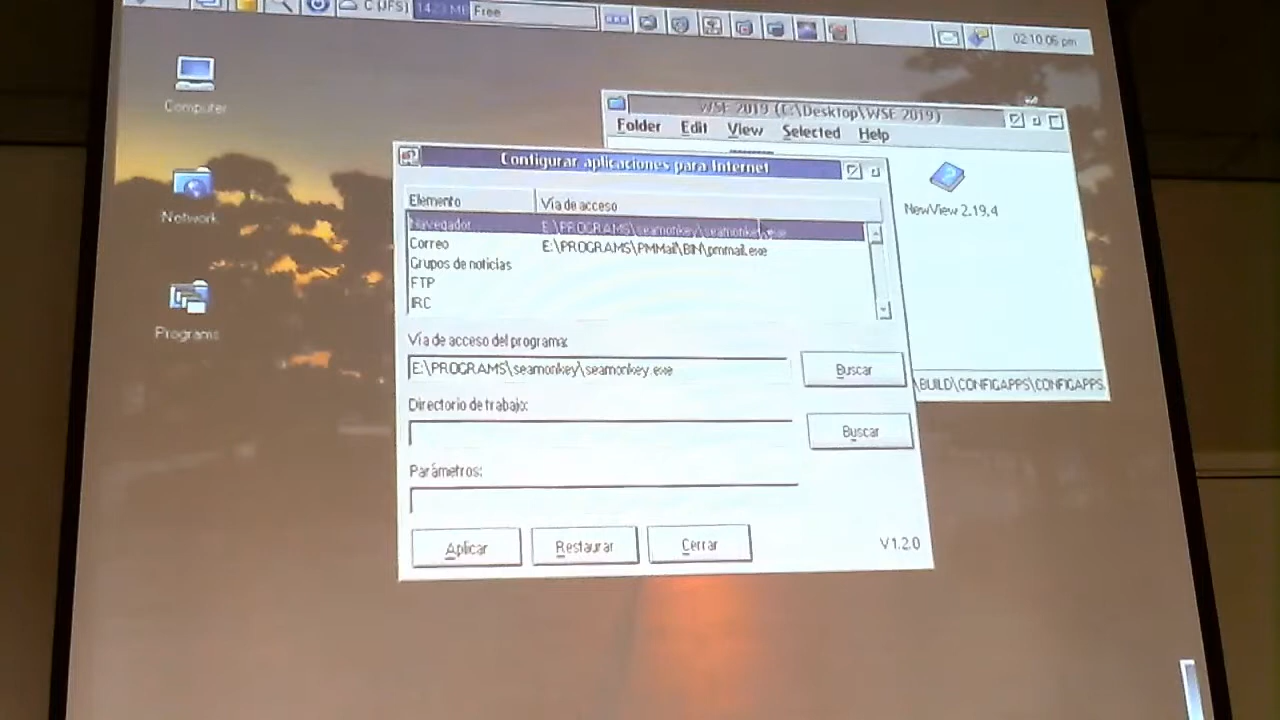 C (JFS) 1423 MB Free
02:10:06 pm
Computer
Network
Programs
WSE 2019 (C:\Desktop\WSE 2019)
Folder Edit View Selected Help
NewView 2.19.4
\BUILD\CONFIGAPPS\CONFIGAPPS.
Configurar aplicaciones para Internet
Elemento Vía de acceso
Navegador E:\PROGRAMS\seamonkey\seamonkey.exe
Correo E:\PROGRAMS\PMMail\BIN\pmmail.exe
Grupos de noticias
FTP
IRC
Vía de acceso del programa:
E:\PROGRAMS\seamonkey\seamonkey.exe Buscar
Directorio de trabajo:
Buscar
Parámetros:
Aplicar Restaurar Cerrar V1.2.0